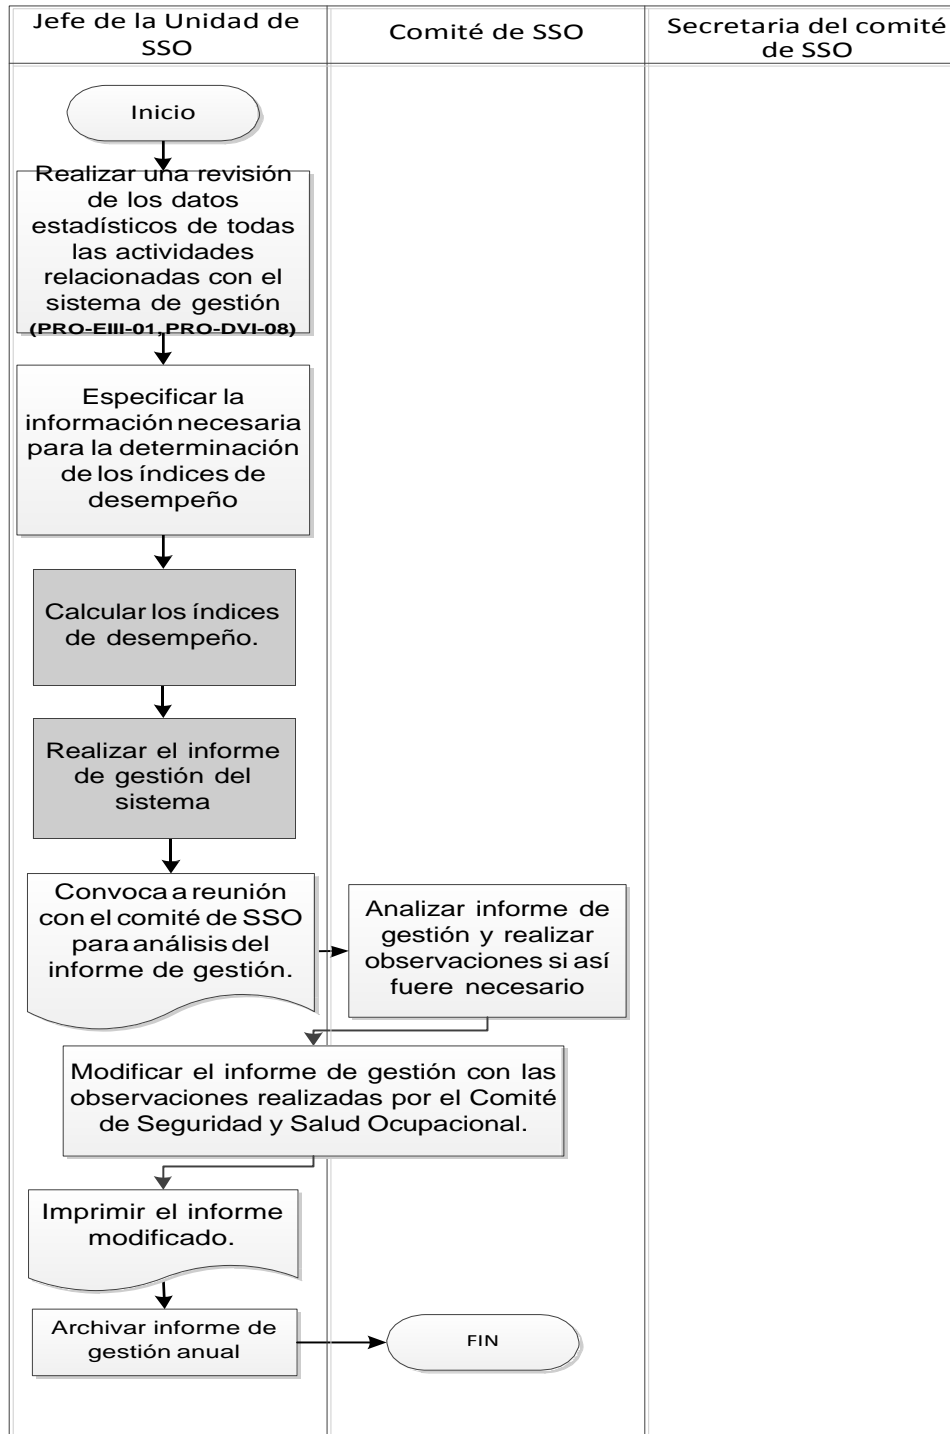 Jefe de la Unidad de
SSO
Comité de SSO
Secretaria del comité
de SSO
Inicio
Realizar una revisión
de los datos
estadísticos de todas
las actividades
relacionadas con el
sistema de gestión
(PRO-EIII-01,PRO-DVI-08)
Especificar la
información necesaria
para la determinación
de los índices de
desempeño
Calcular los índices
de desempeño.
Realizar el informe
de gestión del
sistema
Convoca a reunión
con el comité de SSO
para análisis del
informe de gestión.
Analizar informe de
gestión y realizar
observaciones si así
fuere necesario
Modificar el informe de gestión con las
observaciones realizadas por el Comité
de Seguridad y Salud Ocupacional.
Imprimir el informe
modificado.
Archivar informe de
gestión anual
FIN